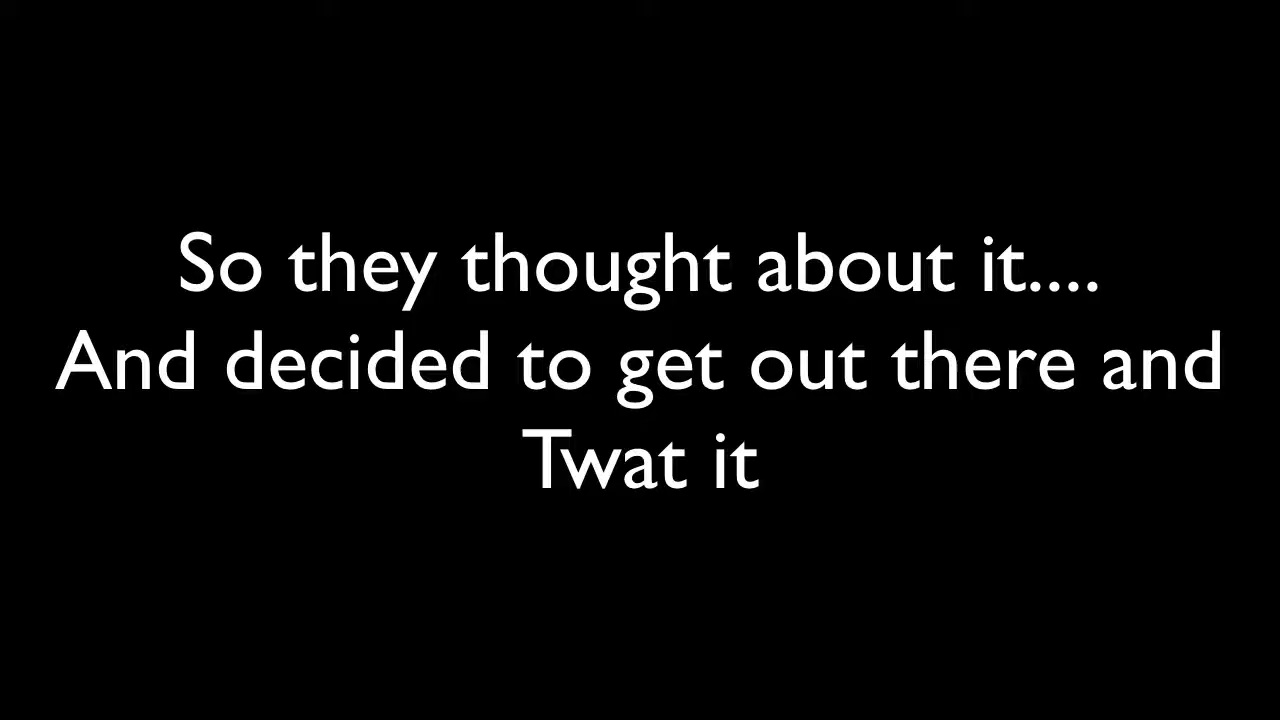 So they thought about it....
And decided to get out there and
Twat it